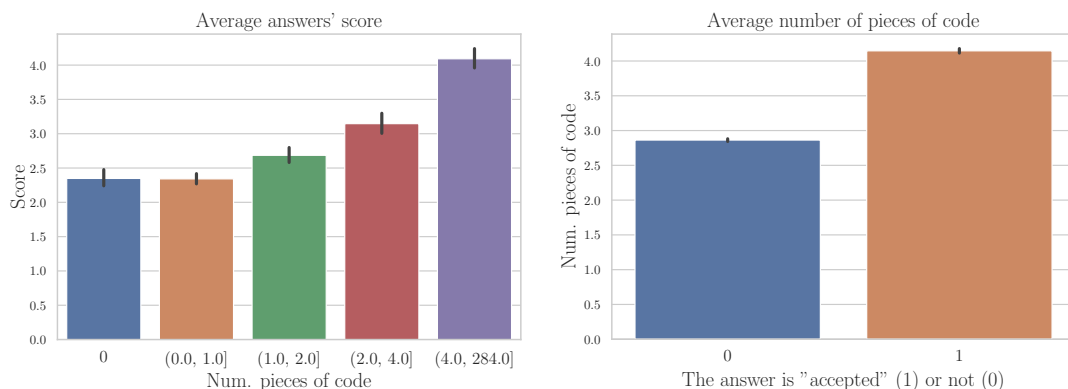 Average answers' score
Score
4.0
3.5
3.0
2.5
2.0
1.5
1.0
0.5
0.0
0 (0.0, 1.0] (1.0, 2.0] (2.0, 4.0] (4.0, 284.0]
Num. pieces of code
Average number of pieces of code
Num. pieces of code
4.0
3.5
3.0
2.5
2.0
1.5
1.0
0.5
0.0
0 1
The answer is "accepted" (1) or not (0)